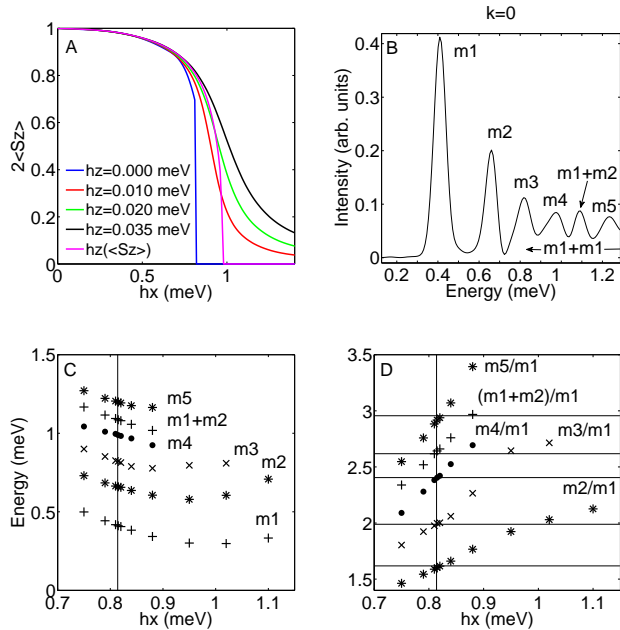 k=0
A
2<Sz>
1
0.8
0.6
0.4
0.2
0
hz=0.000 meV
hz=0.010 meV
hz=0.020 meV
hz=0.035 meV
hz(<Sz>)
0
0.5
1
hx (meV)
B
Intensity (arb. units)
0.4
0.3
0.2
0.1
0
m1
m2
m3
m4
m1+m2
m5
m1+m1
0.2
0.4
0.6
0.8
1
1.2
Energy (meV)
C
Energy (meV)
1.5
1
0.5
0
m5
m1+m2
m4
m3
m2
m1
0.7
0.8
0.9
1
1.1
hx (meV)
D
3.5
3
2.5
2
1.5
m5/m1
(m1+m2)/m1
m4/m1
m3/m1
m2/m1
0.7
0.8
0.9
1
1.1
hx (meV)